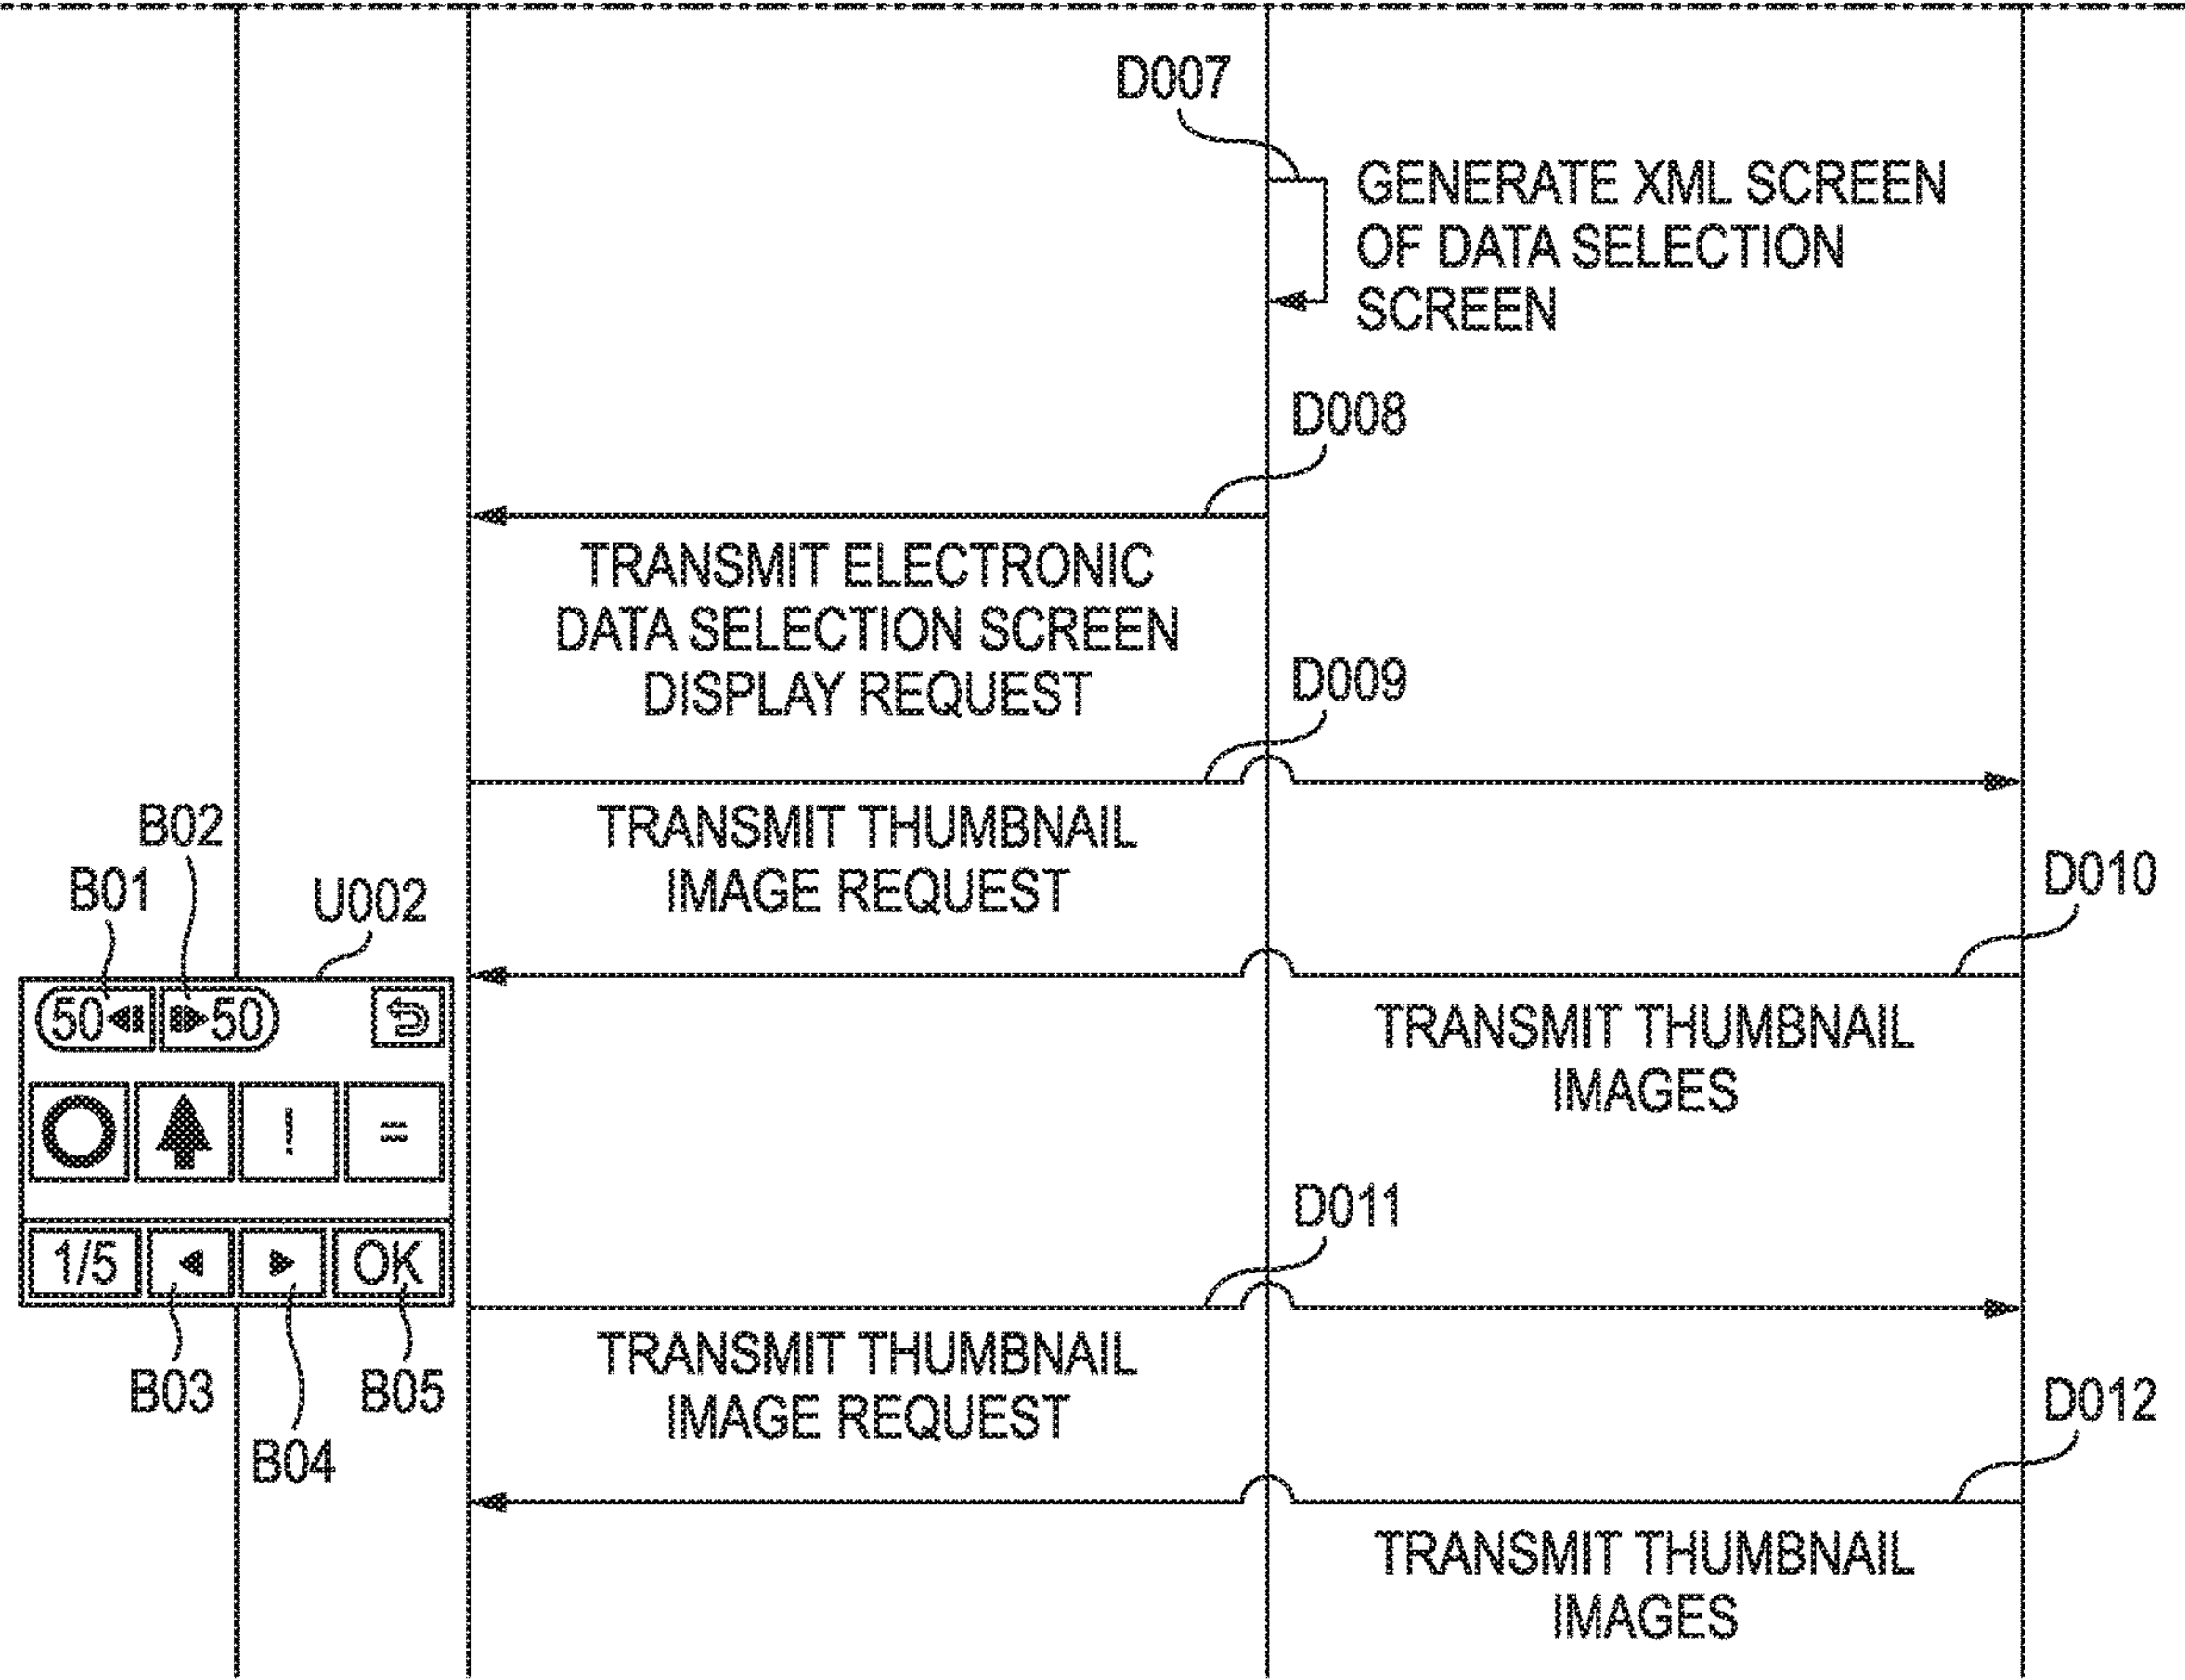 D007
GENERATE XML SCREEN
OF DATA SELECTION
SCREEN
D008
TRANSMIT ELECTRONIC
DATA SELECTION SCREEN
DISPLAY REQUEST
D009
TRANSMIT THUMBNAIL
IMAGE REQUEST
B02
B01
U002
D010
50 50
TRANSMIT THUMBNAIL
IMAGES
! =
D011
1/5 OK
TRANSMIT THUMBNAIL
IMAGE REQUEST
B03
B05
B04
D012
TRANSMIT THUMBNAIL
IMAGES